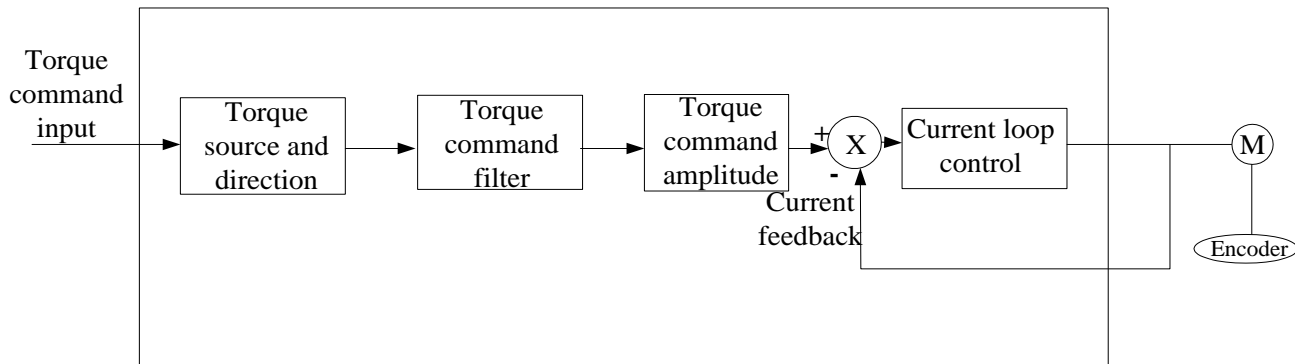 Torque
command
input
Torque
source and
direction
Torque
command
filter
Torque
command
amplitude
+
X
-
Current
feedback
Current loop
control
M
Encoder